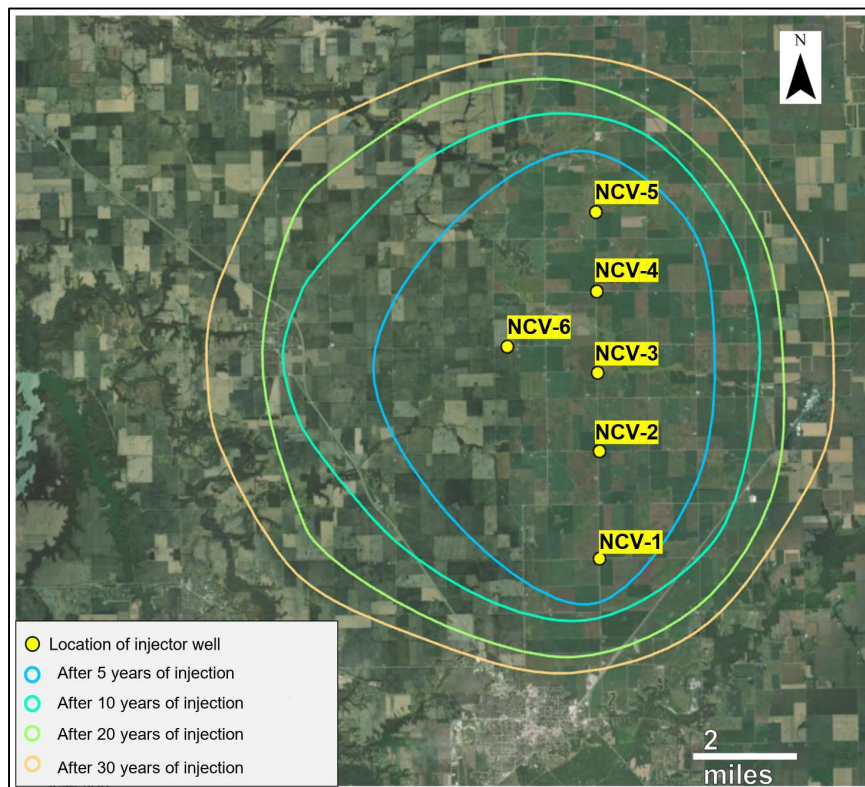 N
NCV-5
NCV-4
NCV-6
NCV-3
NCV-2
NCV-1
Location of injector well
After 5 years of injection
After 10 years of injection
After 20 years of injection
After 30 years of injection
2
miles